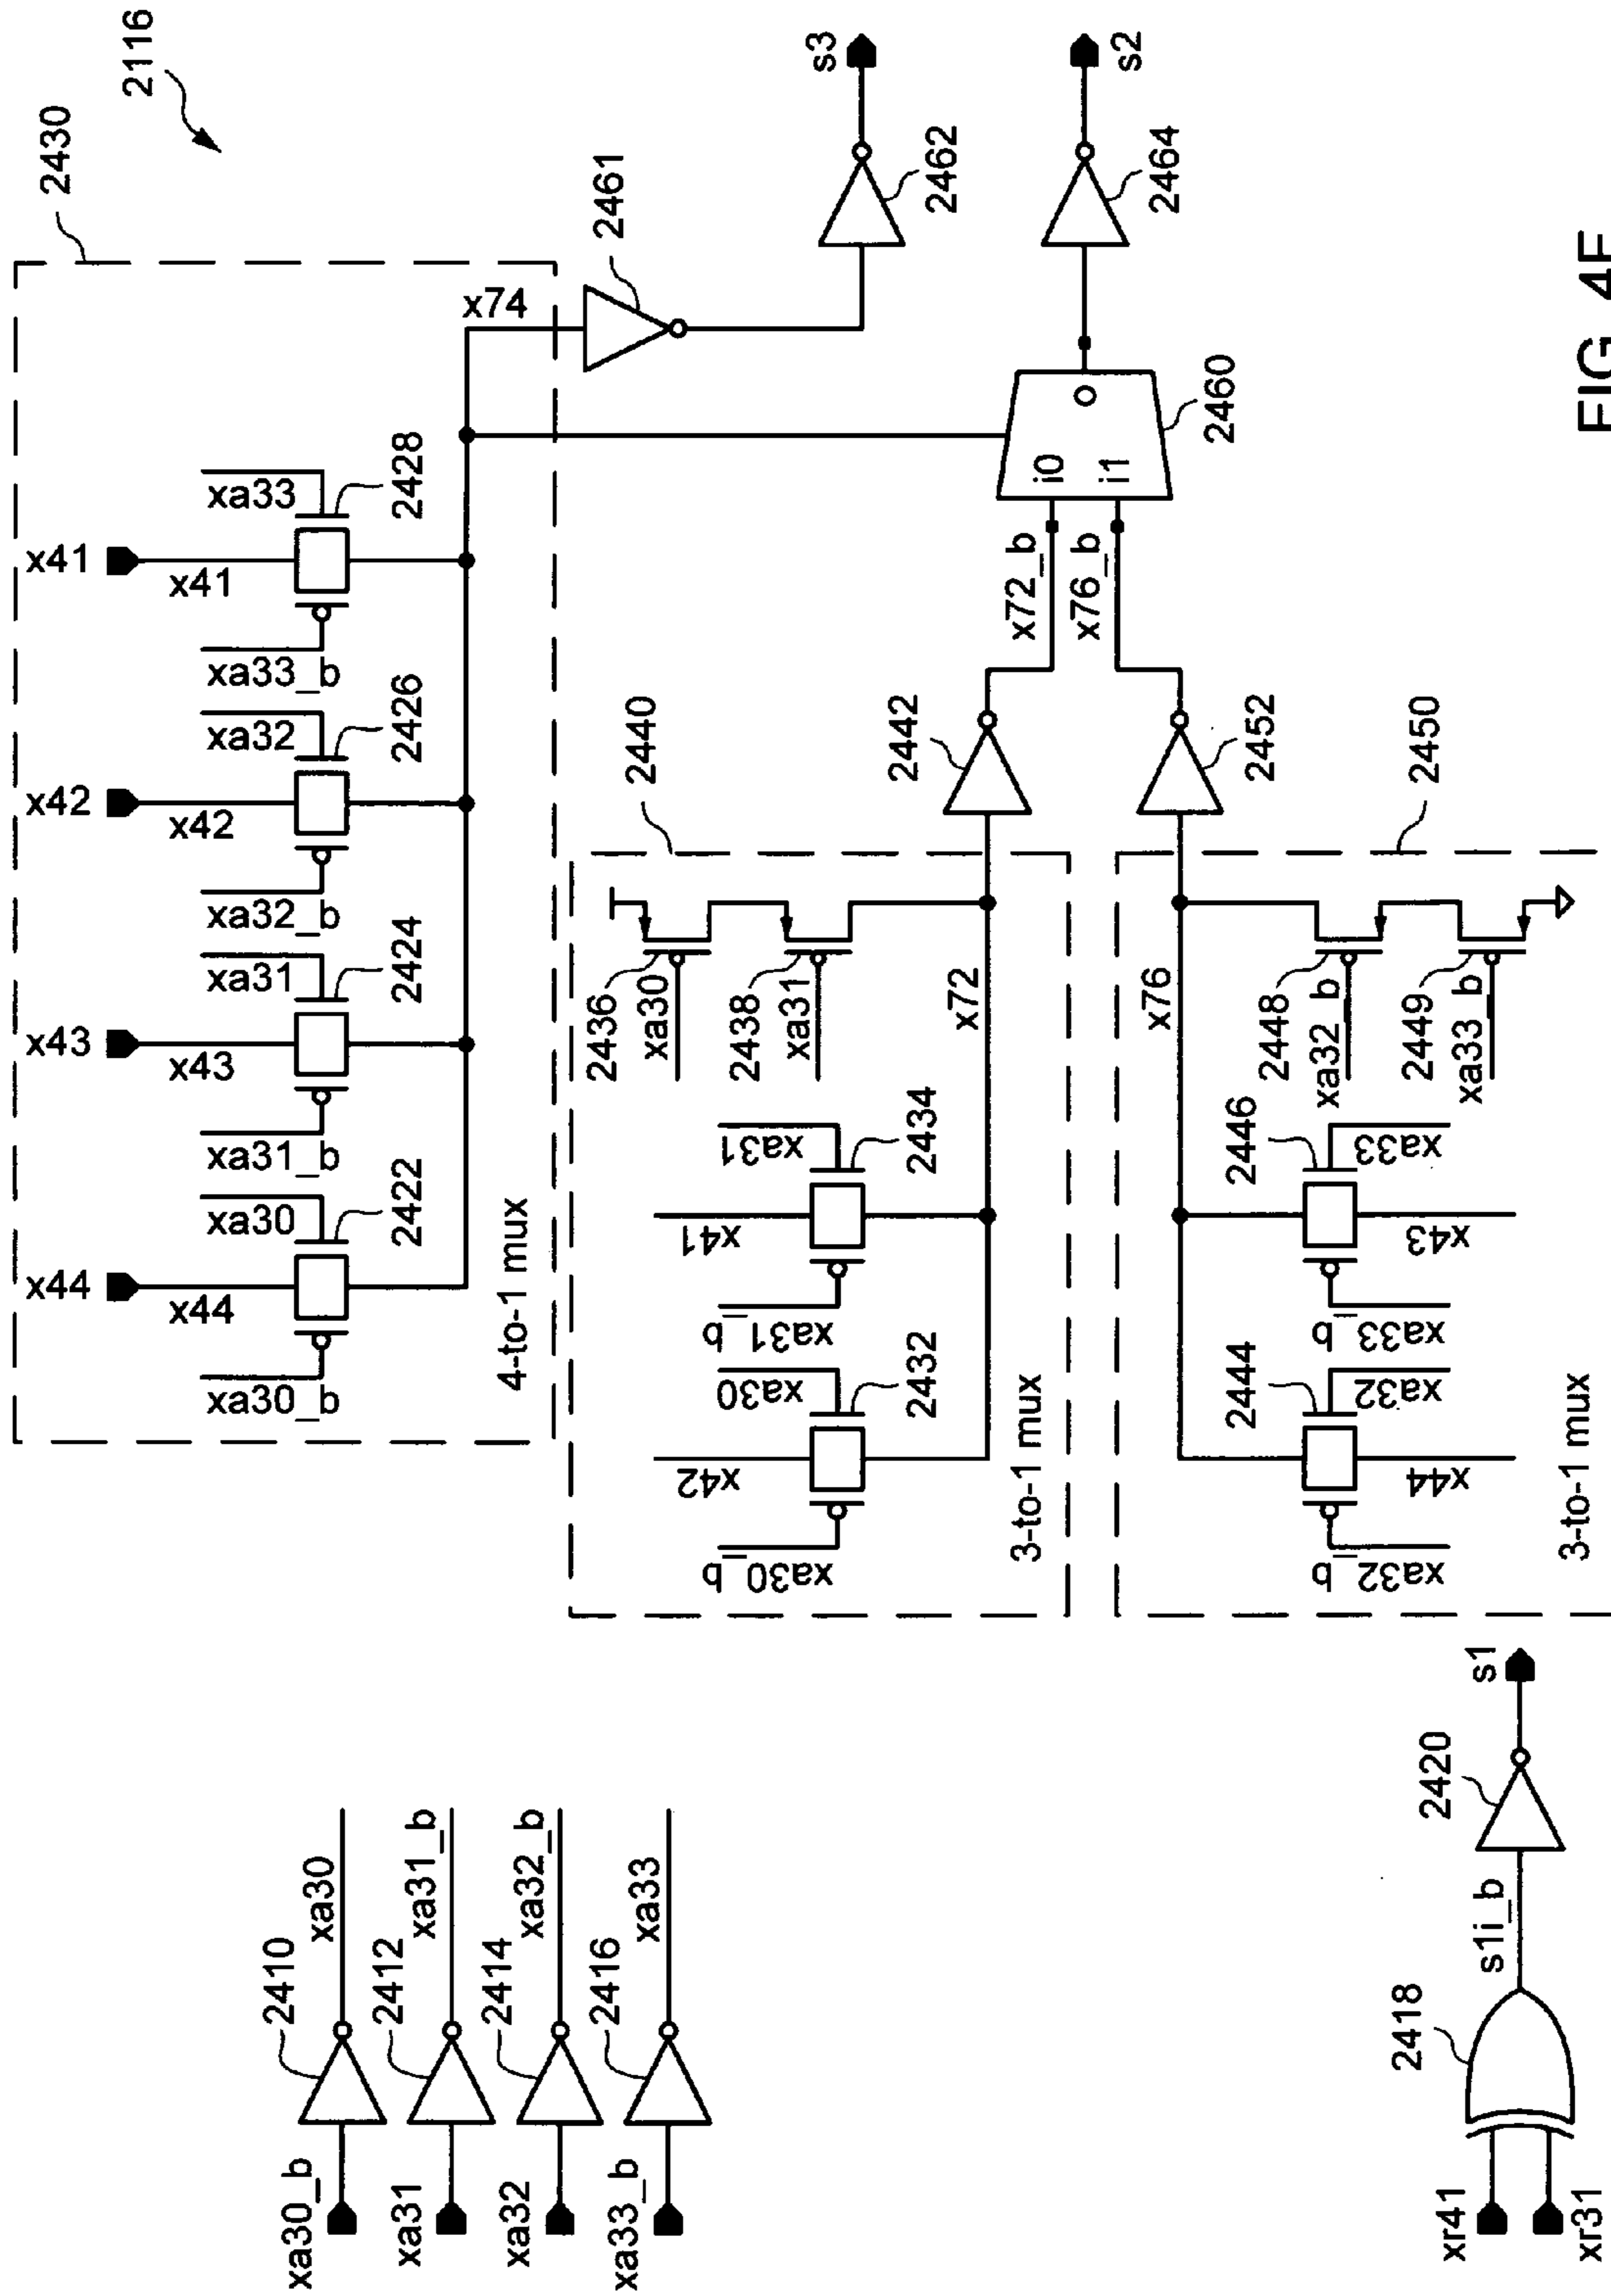 2116
2430
x44
x43
x42
x41
x44
x43
x42
x41
xa30_b
xa30
xa31_b
xa31
xa32_b
xa32
xa33_b
xa33
2422
2424
2426
2428
x74
4-to-1 mux
2461
s3
2462
s2
2464
2440
2436
xa30
2438
xa31
xa30_b
x42
xa30
2432
xa31_b
x41
xa31
2434
x72
3-to-1 mux
2442
x72_b
x76_b
i0
i1
o
2460
2452
2450
x76
2444
xa32_b
x44
xa32
2446
xa33_b
x43
xa33
2448
xa32_b
2449
xa33_b
3-to-1 mux
xa30_b
2410
xa30
xa31
2412
xa31_b
xa32
2414
xa32_b
xa33_b
2416
xa33
xr41
xr31
2418
s1i_b
2420
s1